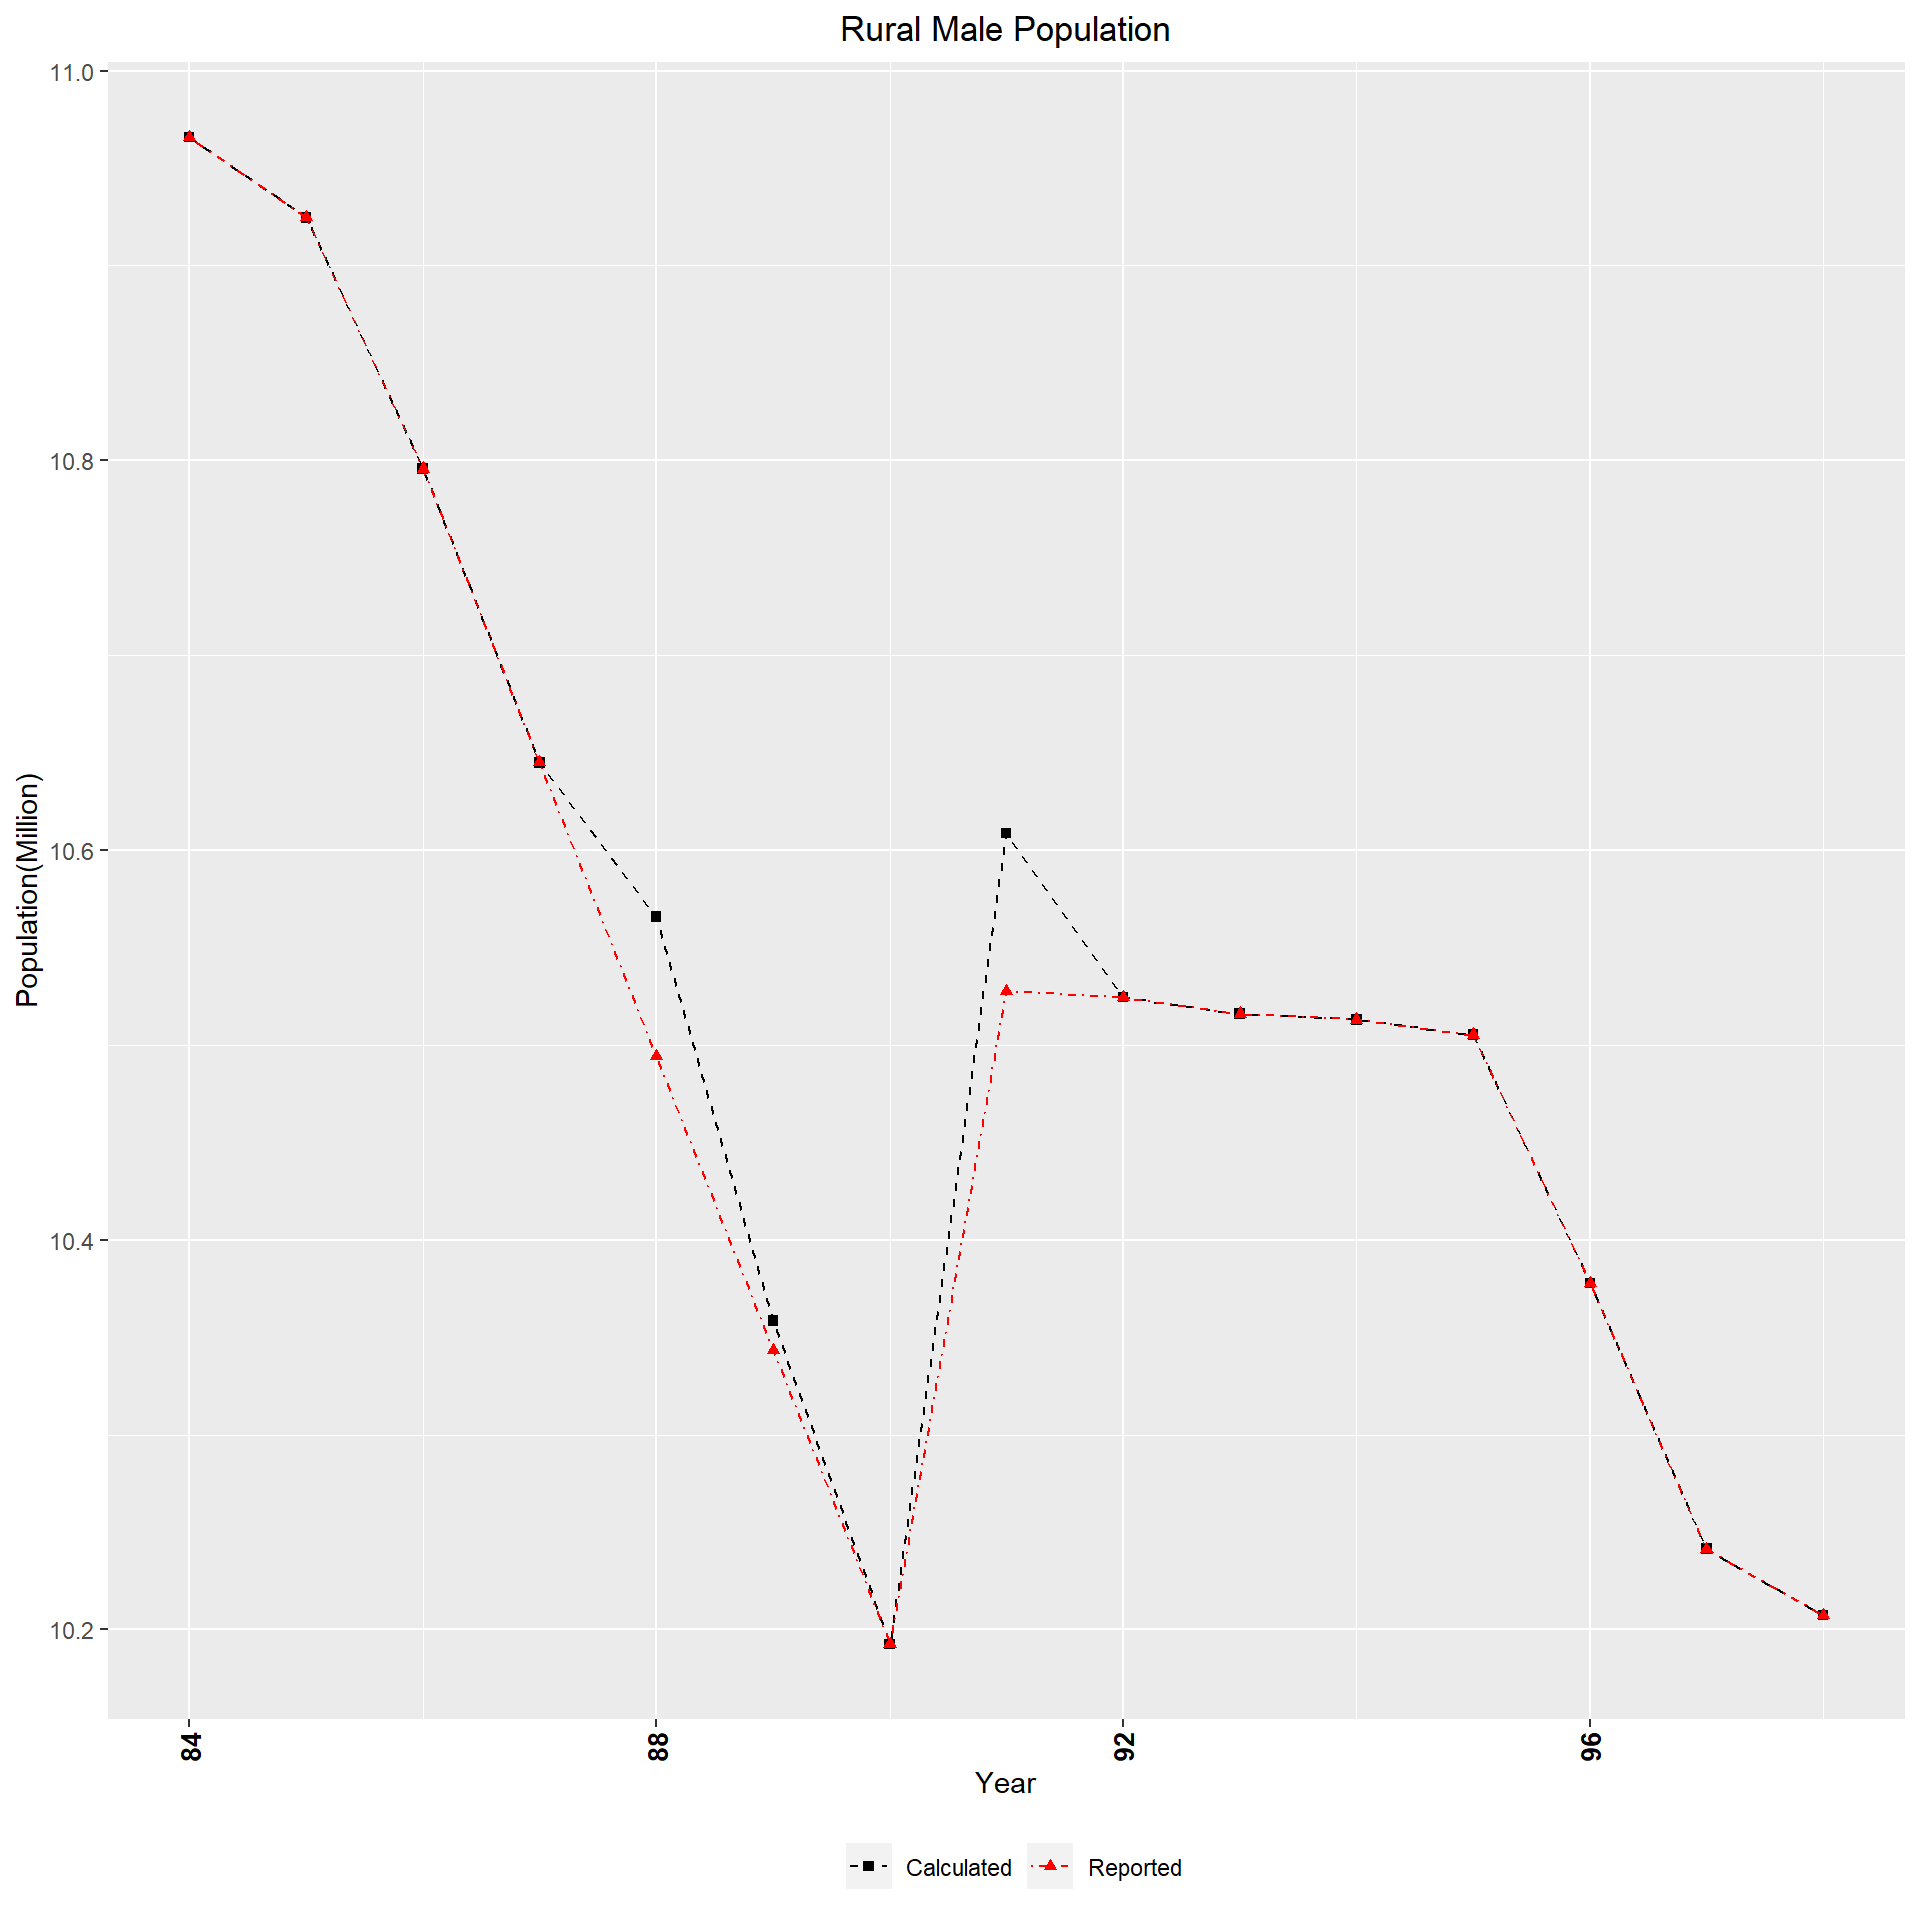 Rural Male Population
11.0
10.8
10.6
10.4
10.2
Population(Million)
84
88
92
96
Year
Calculated
Reported